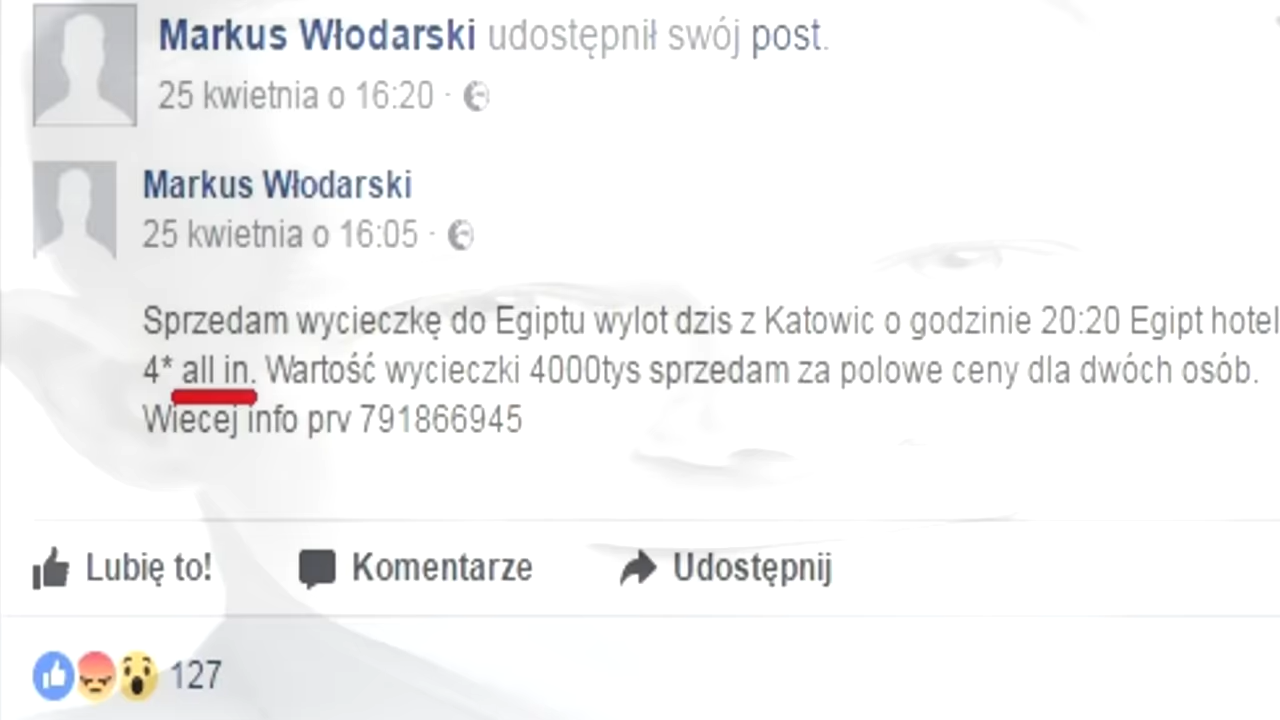 Markus Włodarski udostępnił swój post.
25 kwietnia o 16:20 ·
Markus Włodarski
25 kwietnia o 16:05 ·
Sprzedam wycieczkę do Egiptu wylot dzis z Katowic o godzinie 20:20 Egipt hotel
4* all in. Wartość wycieczki 4000tys sprzedam za polowe ceny dla dwóch osób.
Wiecej info prv 791866945
Lubię to! Komentarze Udostępnij
127